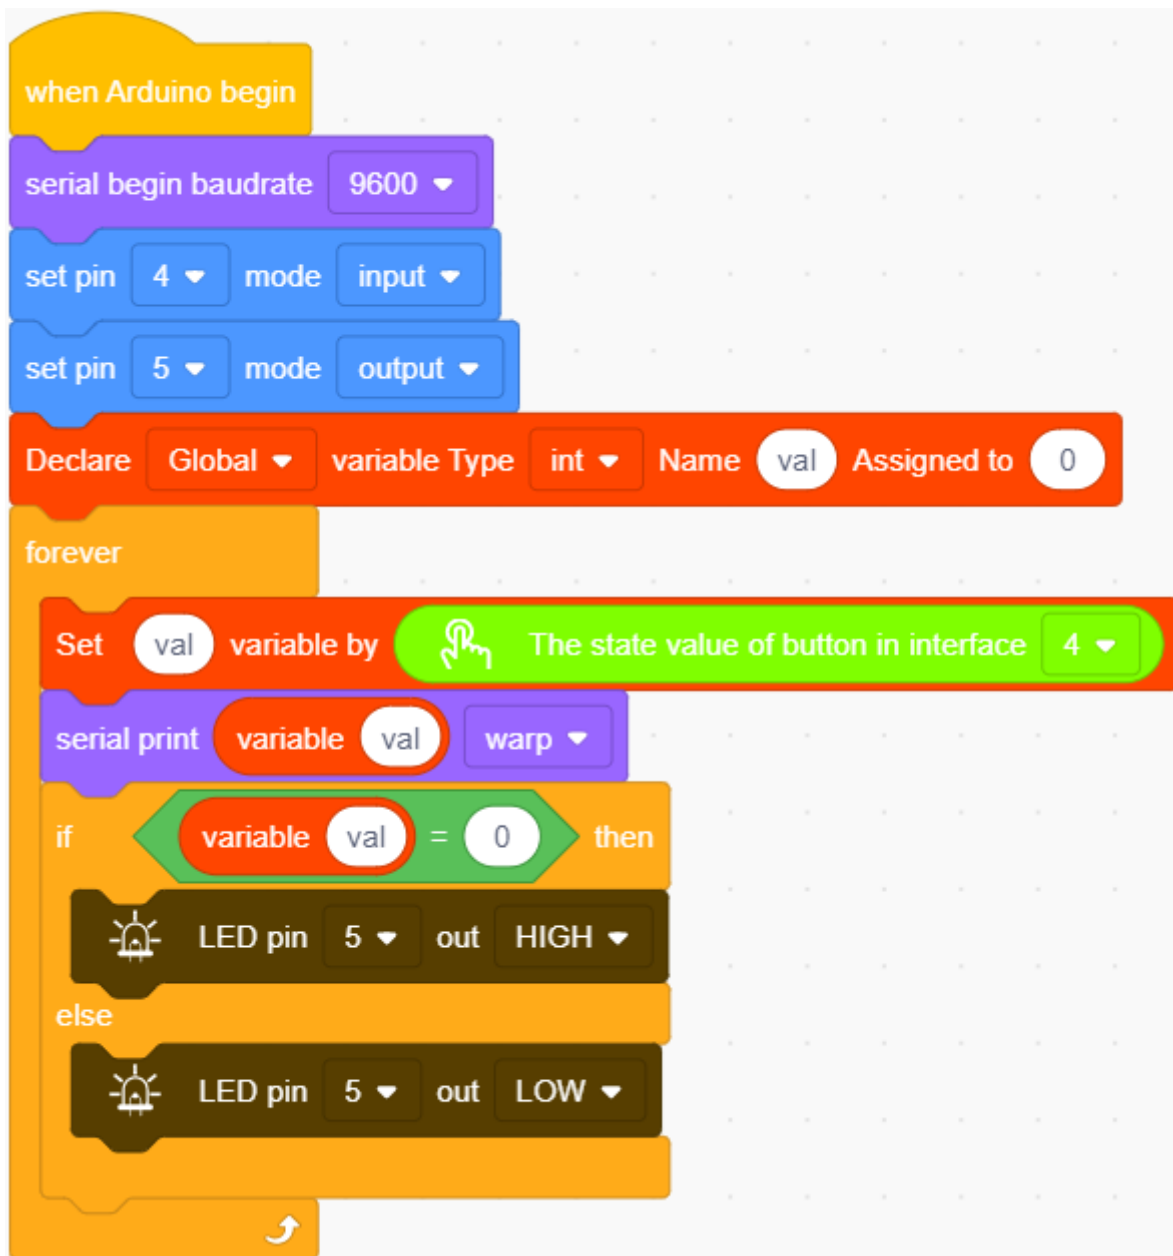 when Arduino begin
serial begin baudrate 9600
set pin 4 mode input
set pin 5 mode output
Declare Global variable Type int Name val Assigned to 0
forever
Set val variable by The state value of button in interface 4
serial print variable val warp
if variable val = 0 then
LED pin 5 out HIGH
else
LED pin 5 out LOW